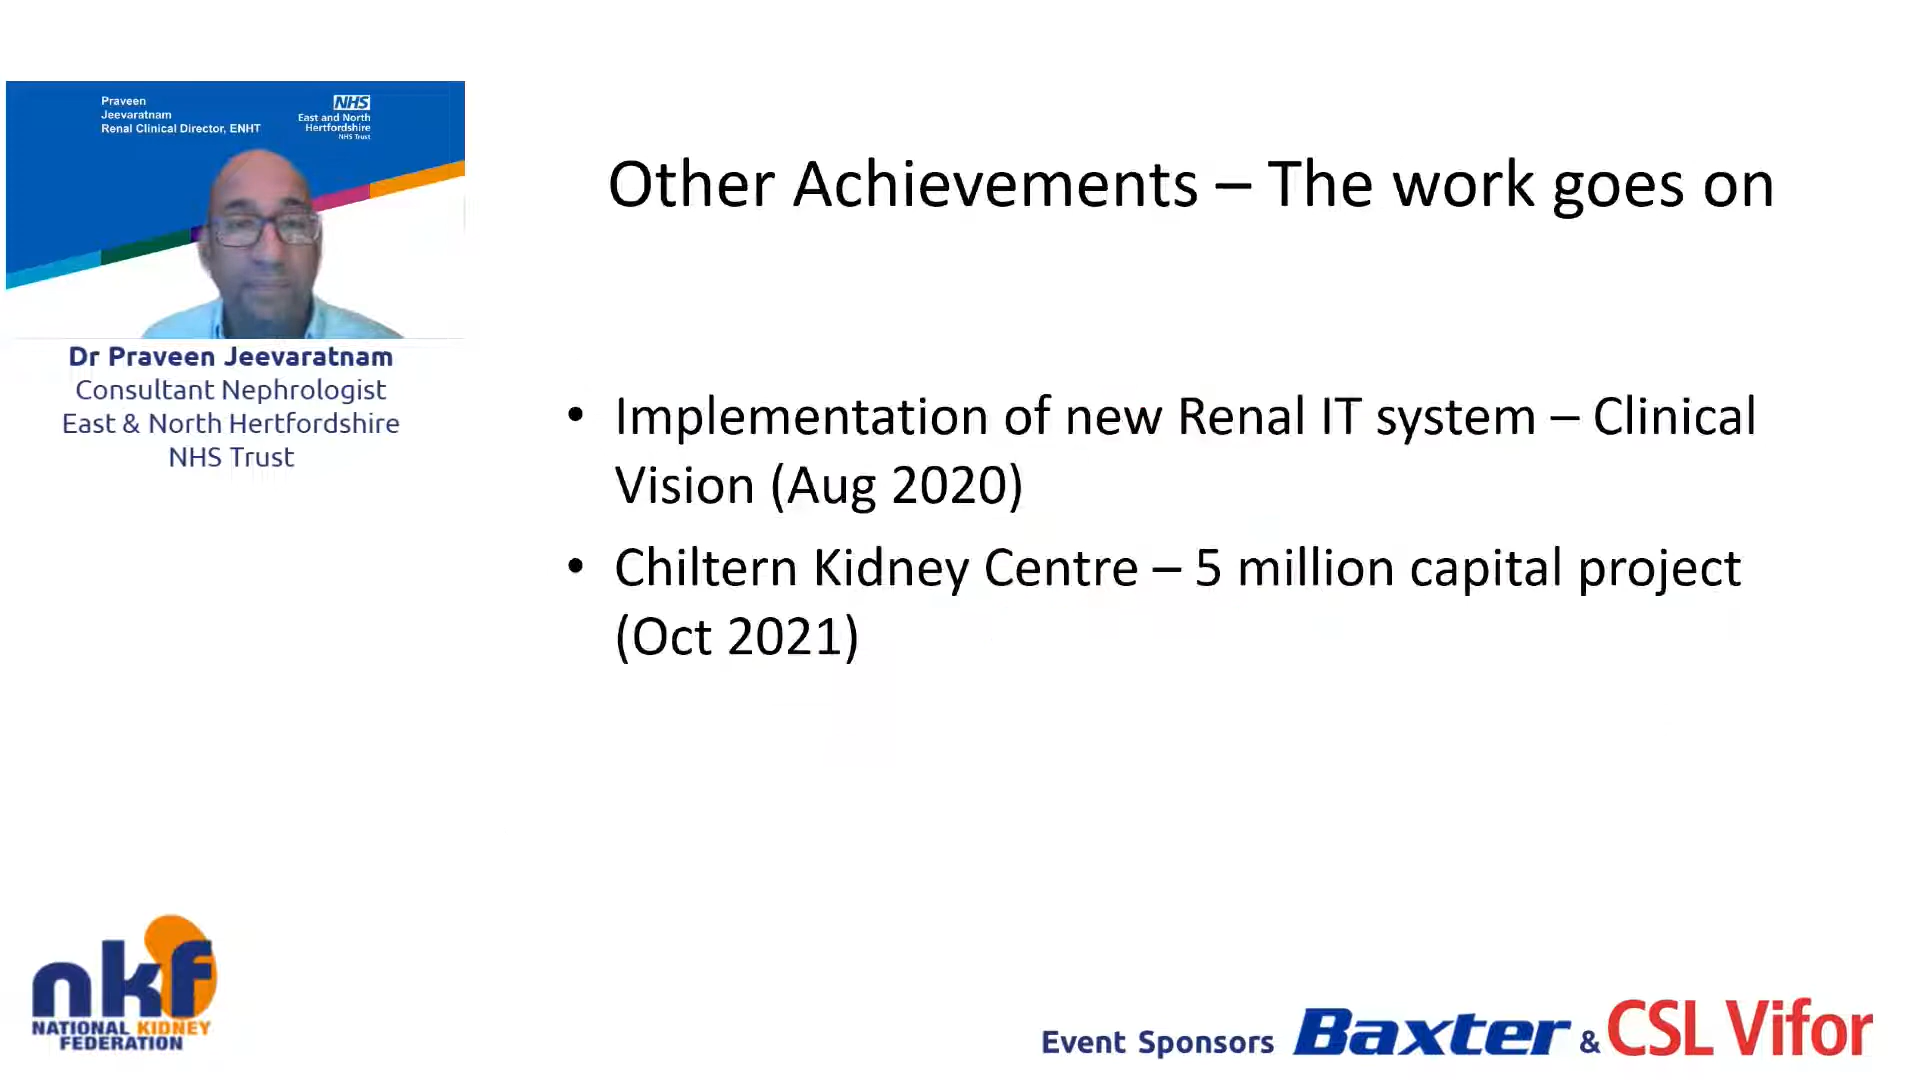 Praveen
Jeevaratnam
Renal Clinical Director, ENHT
NHS
East and North
Hertfordshire
NHS Trust
Dr Praveen Jeevaratnam
Consultant Nephrologist
East & North Hertfordshire
NHS Trust
Other Achievements – The work goes on
• Implementation of new Renal IT system – Clinical
Vision (Aug 2020)
• Chiltern Kidney Centre – 5 million capital project
(Oct 2021)
nkf
NATIONAL KIDNEY
FEDERATION
Event Sponsors Baxter & CSL Vifor